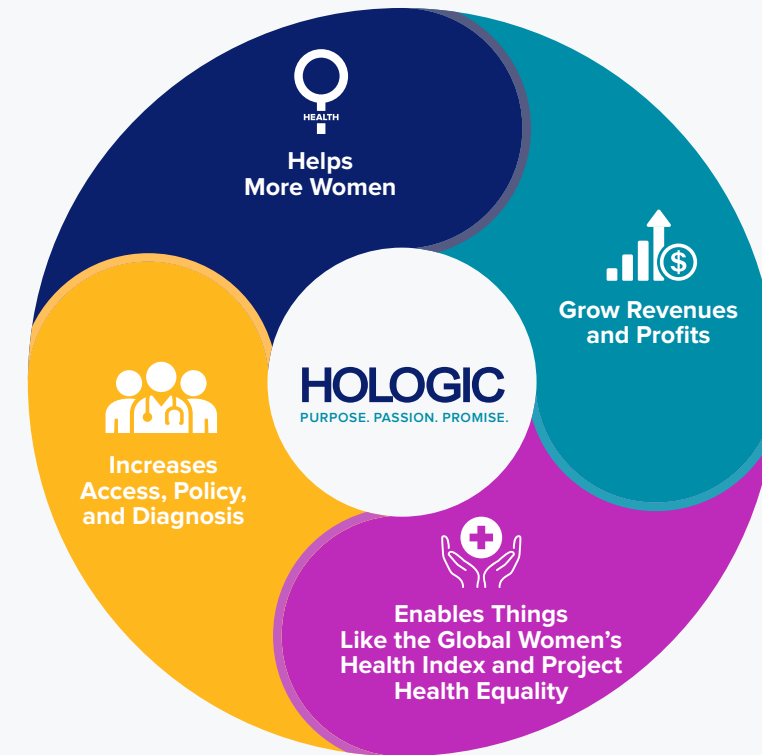 HEALTH
Helps
More Women
$
Grow Revenues
and Profits
HOLOGIC
PURPOSE. PASSION. PROMISE.
Increases
Access, Policy,
and Diagnosis
Enables Things
Like the Global Women’s
Health Index and Project
Health Equality